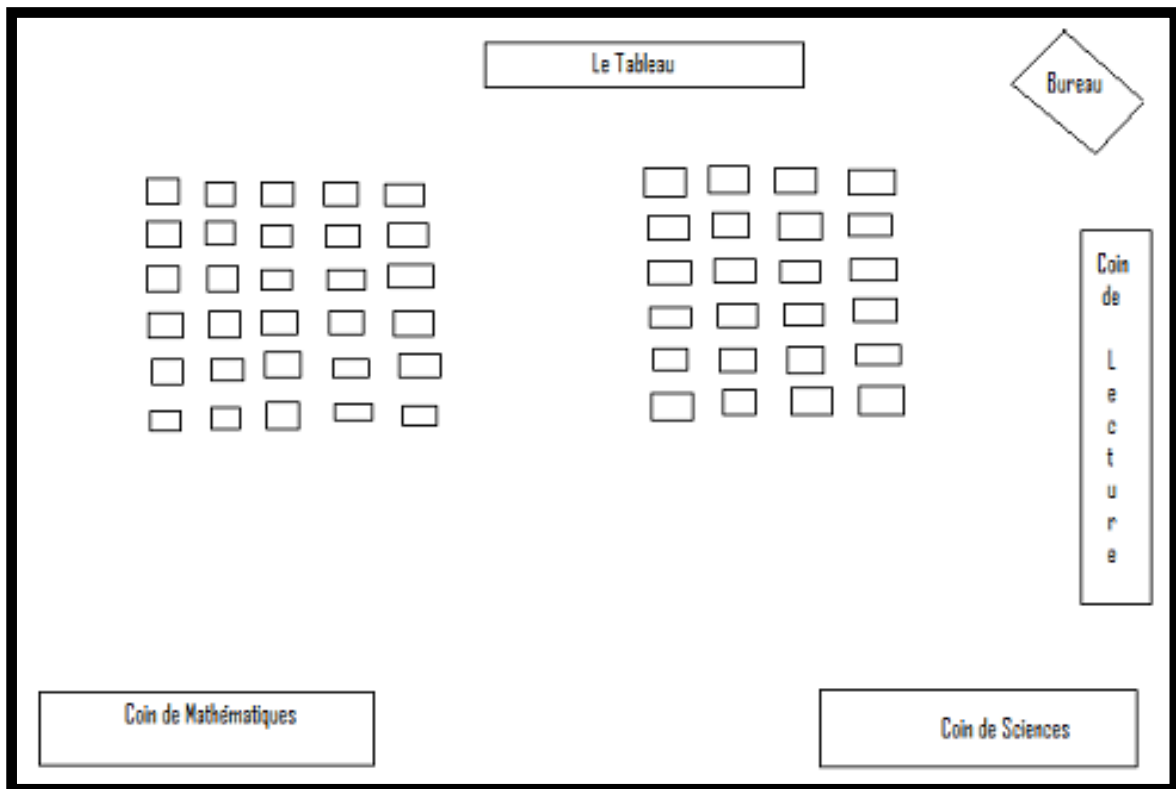 Le Tableau
Bureau
Coin
de
L
e
c
t
u
r
e
Coin de Mathématiques
Coin de Sciences